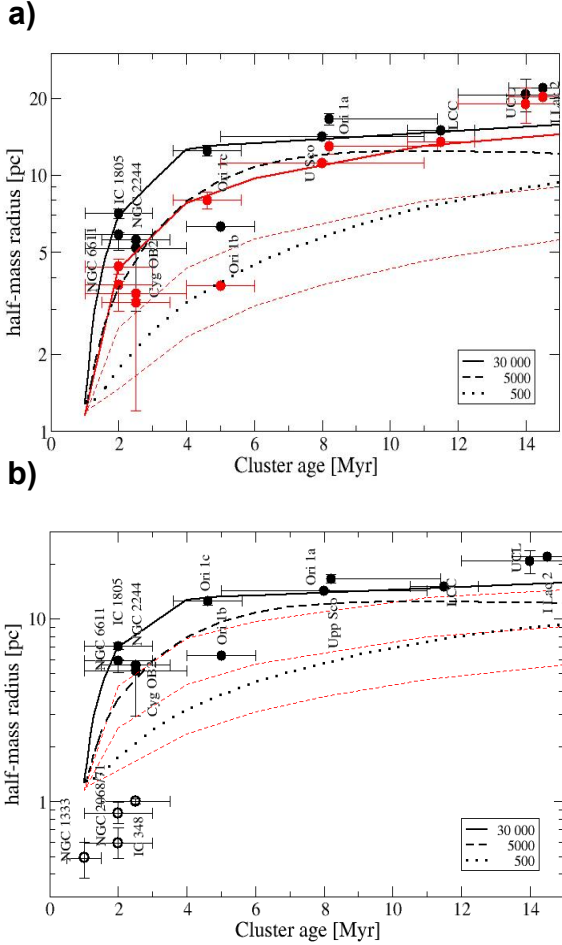 a)
half-mass radius [pc]
20
10
5
2
1
NGC 6611
IC 1805
NGC 2244
Cyg OB2
Ori 1c
Ori 1b
U Sco
Ori 1a
LCC
UCL
Lac 2
30 000
5000
500
0 2 4 6 8 10 12 14
Cluster age [Myr]
b)
half-mass radius [pc]
10
1
NGC 6611
IC 1805
NGC 2244
Cyg OB2
Ori 1c
Ori 1b
Ori 1a
Upp Sco
LCC
UCL
NGC 1333
NGC 2068/71
IC 348
30 000
5000
500
0 2 4 6 8 10 12 14
Cluster age [Myr]